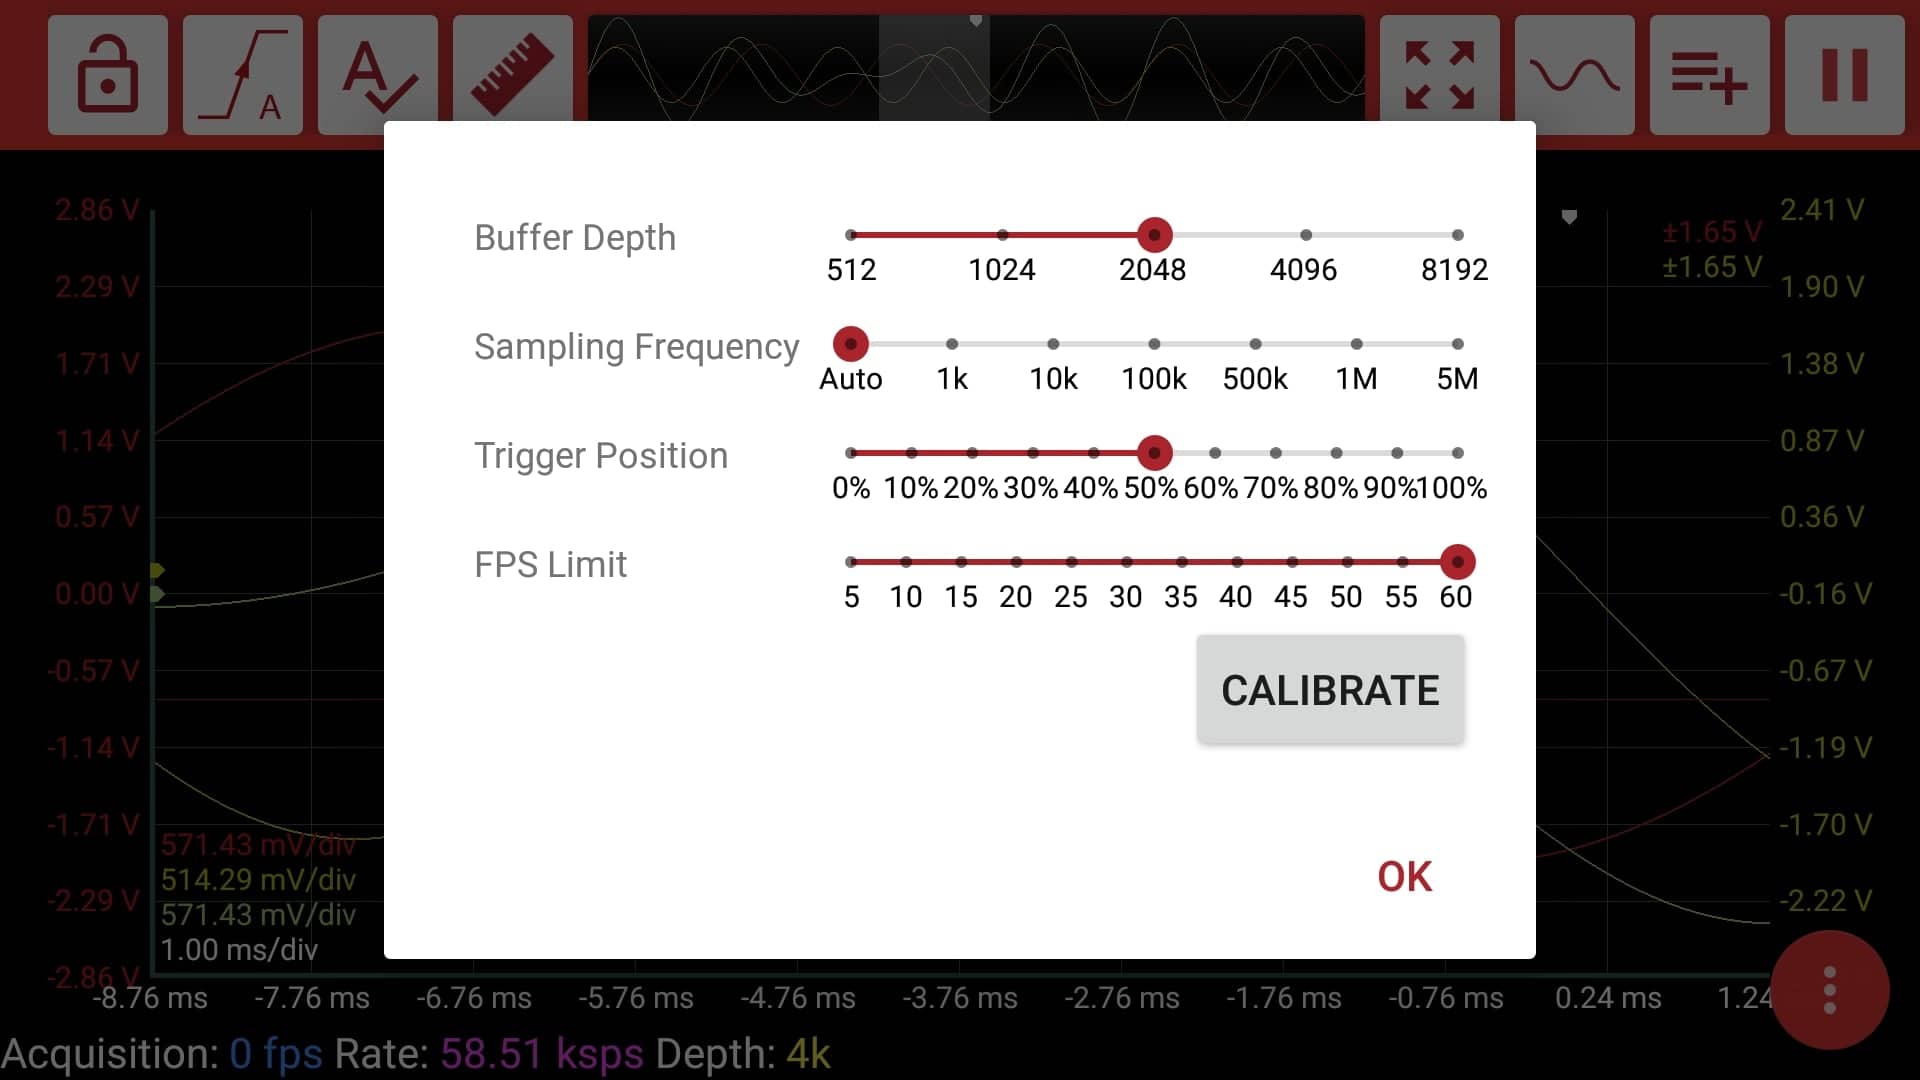 A
A
2.86 V
2.29 V
1.71 V
1.14 V
0.57 V
0.00 V
-0.57 V
-1.14 V
-1.71 V
-2.29 V
-2.86 V
571.43 mV/div
514.29 mV/div
571.43 mV/div
1.00 ms/div
Buffer Depth
512 1024 2048 4096 8192
Sampling Frequency
Auto 1k 10k 100k 500k 1M 5M
Trigger Position
0% 10% 20% 30% 40% 50% 60% 70% 80% 90% 100%
FPS Limit
5 10 15 20 25 30 35 40 45 50 55 60
CALIBRATE
OK
±1.65 V
±1.65 V
2.41 V
1.90 V
1.38 V
0.87 V
0.36 V
-0.16 V
-0.67 V
-1.19 V
-1.70 V
-2.22 V
-8.76 ms -7.76 ms -6.76 ms -5.76 ms -4.76 ms -3.76 ms -2.76 ms -1.76 ms -0.76 ms 0.24 ms 1.24
Acquisition: 0 fps Rate: 58.51 ksps Depth: 4k